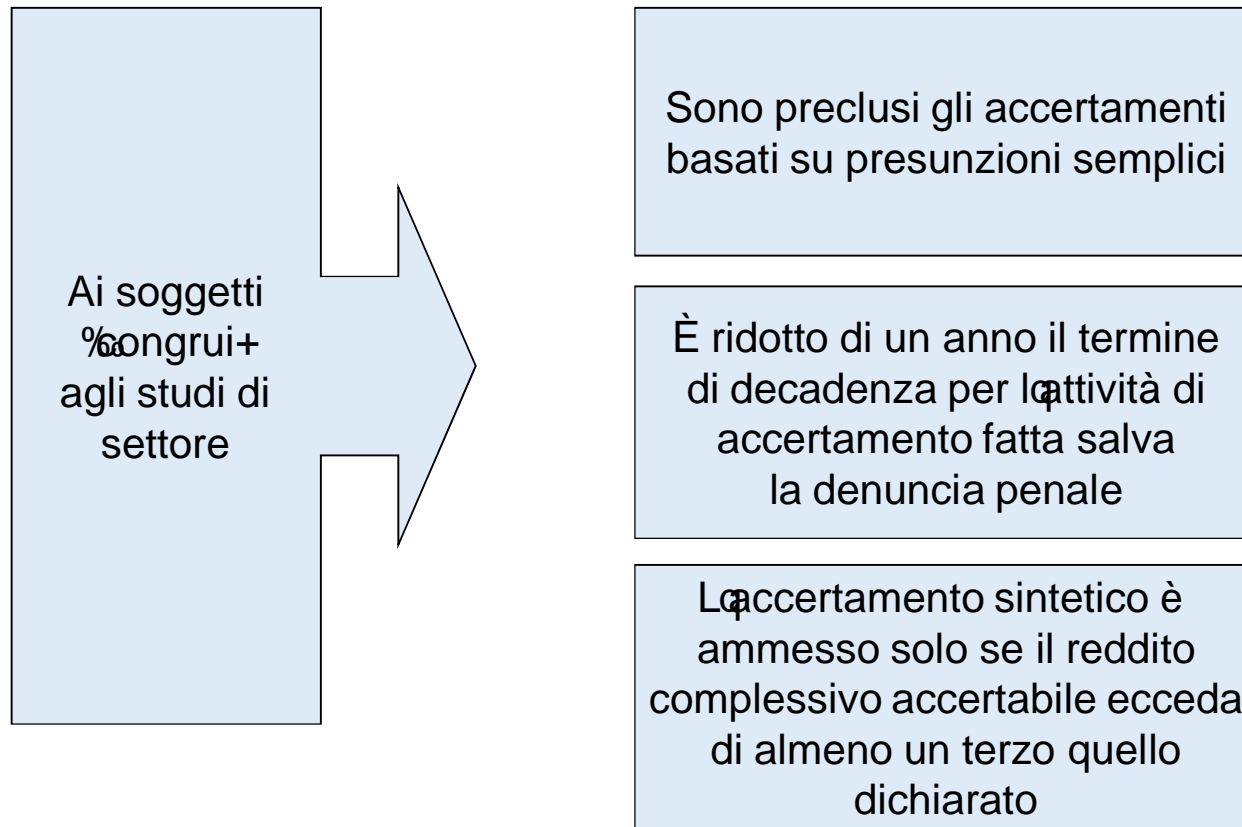 Ai soggetti
‰congrui+
agli studi di
settore
Sono preclusi gli accertamenti
basati su presunzioni semplici
È ridotto di un anno il termine
di decadenza per lqattività di
accertamento fatta salva
la denuncia penale
Lqaccertamento sintetico è
ammesso solo se il reddito
complessivo accertabile ecceda
di almeno un terzo quello
dichiarato